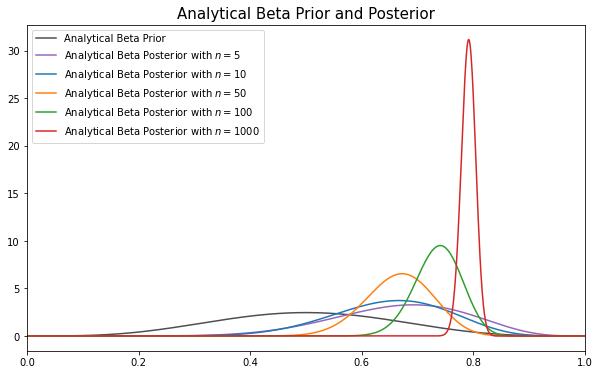 Analytical Beta Prior and Posterior
Analytical Beta Prior
Analytical Beta Posterior with n = 5
Analytical Beta Posterior with n = 10
Analytical Beta Posterior with n = 50
Analytical Beta Posterior with n = 100
Analytical Beta Posterior with n = 1000
30
25
20
15
10
5
0
0.0 0.2 0.4 0.6 0.8 1.0